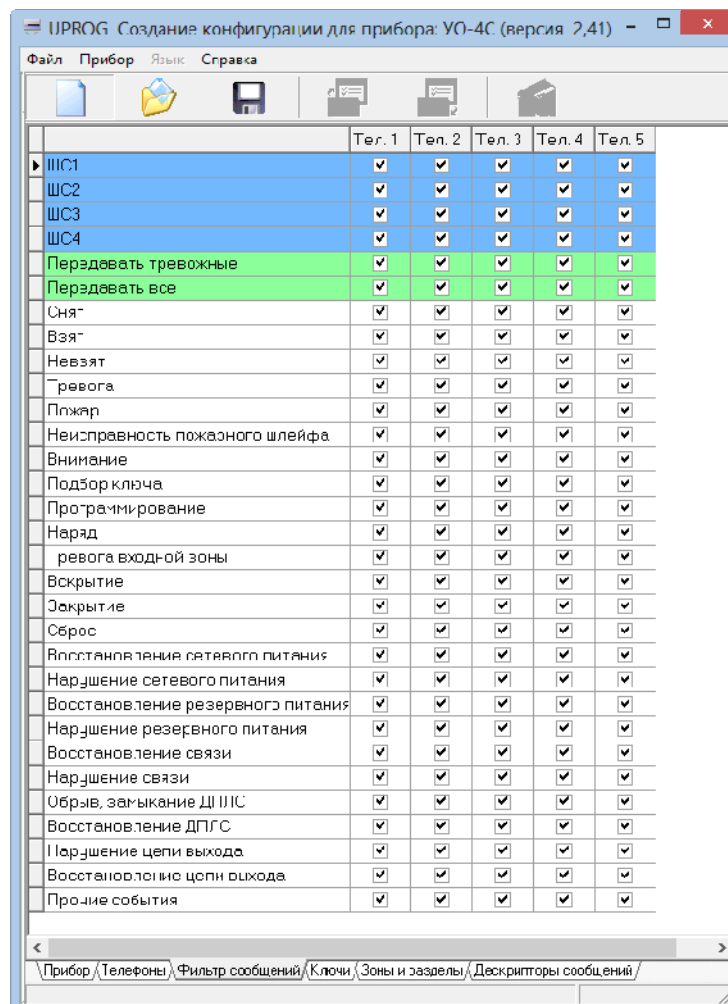 UPROG Создание конфигурации для прибора: УО-4С (версия 2,41)
Файл Прибор Язык Справка
Тел. 1 Тел. 2 Тел. 3 Тел. 4 Тел. 5
ШС1
ШС2
ШС3
ШС4
Передавать тревожные
Передавать все
Снят
Взят
Невзят
Тревога
Пожар
Неисправность пожарного шлейфа
Внимание
Подбор ключа
Программирование
Наряд
Тревога входной зоны
Вскрытие
Закрытие
Сброс
Восстановление сетевого питания
Нарушение сетевого питания
Восстановление резервного питания
Нарушение резервного питания
Восстановление связи
Нарушение связи
Обрыв, замыкание ДПЛС
Восстановление ДПЛС
Нарушение цепи выхода
Восстановление цепи выхода
Прочие события
Прибор Телефоны Фильтр сообщений Ключи Зоны и разделы Дескрипторы сообщений